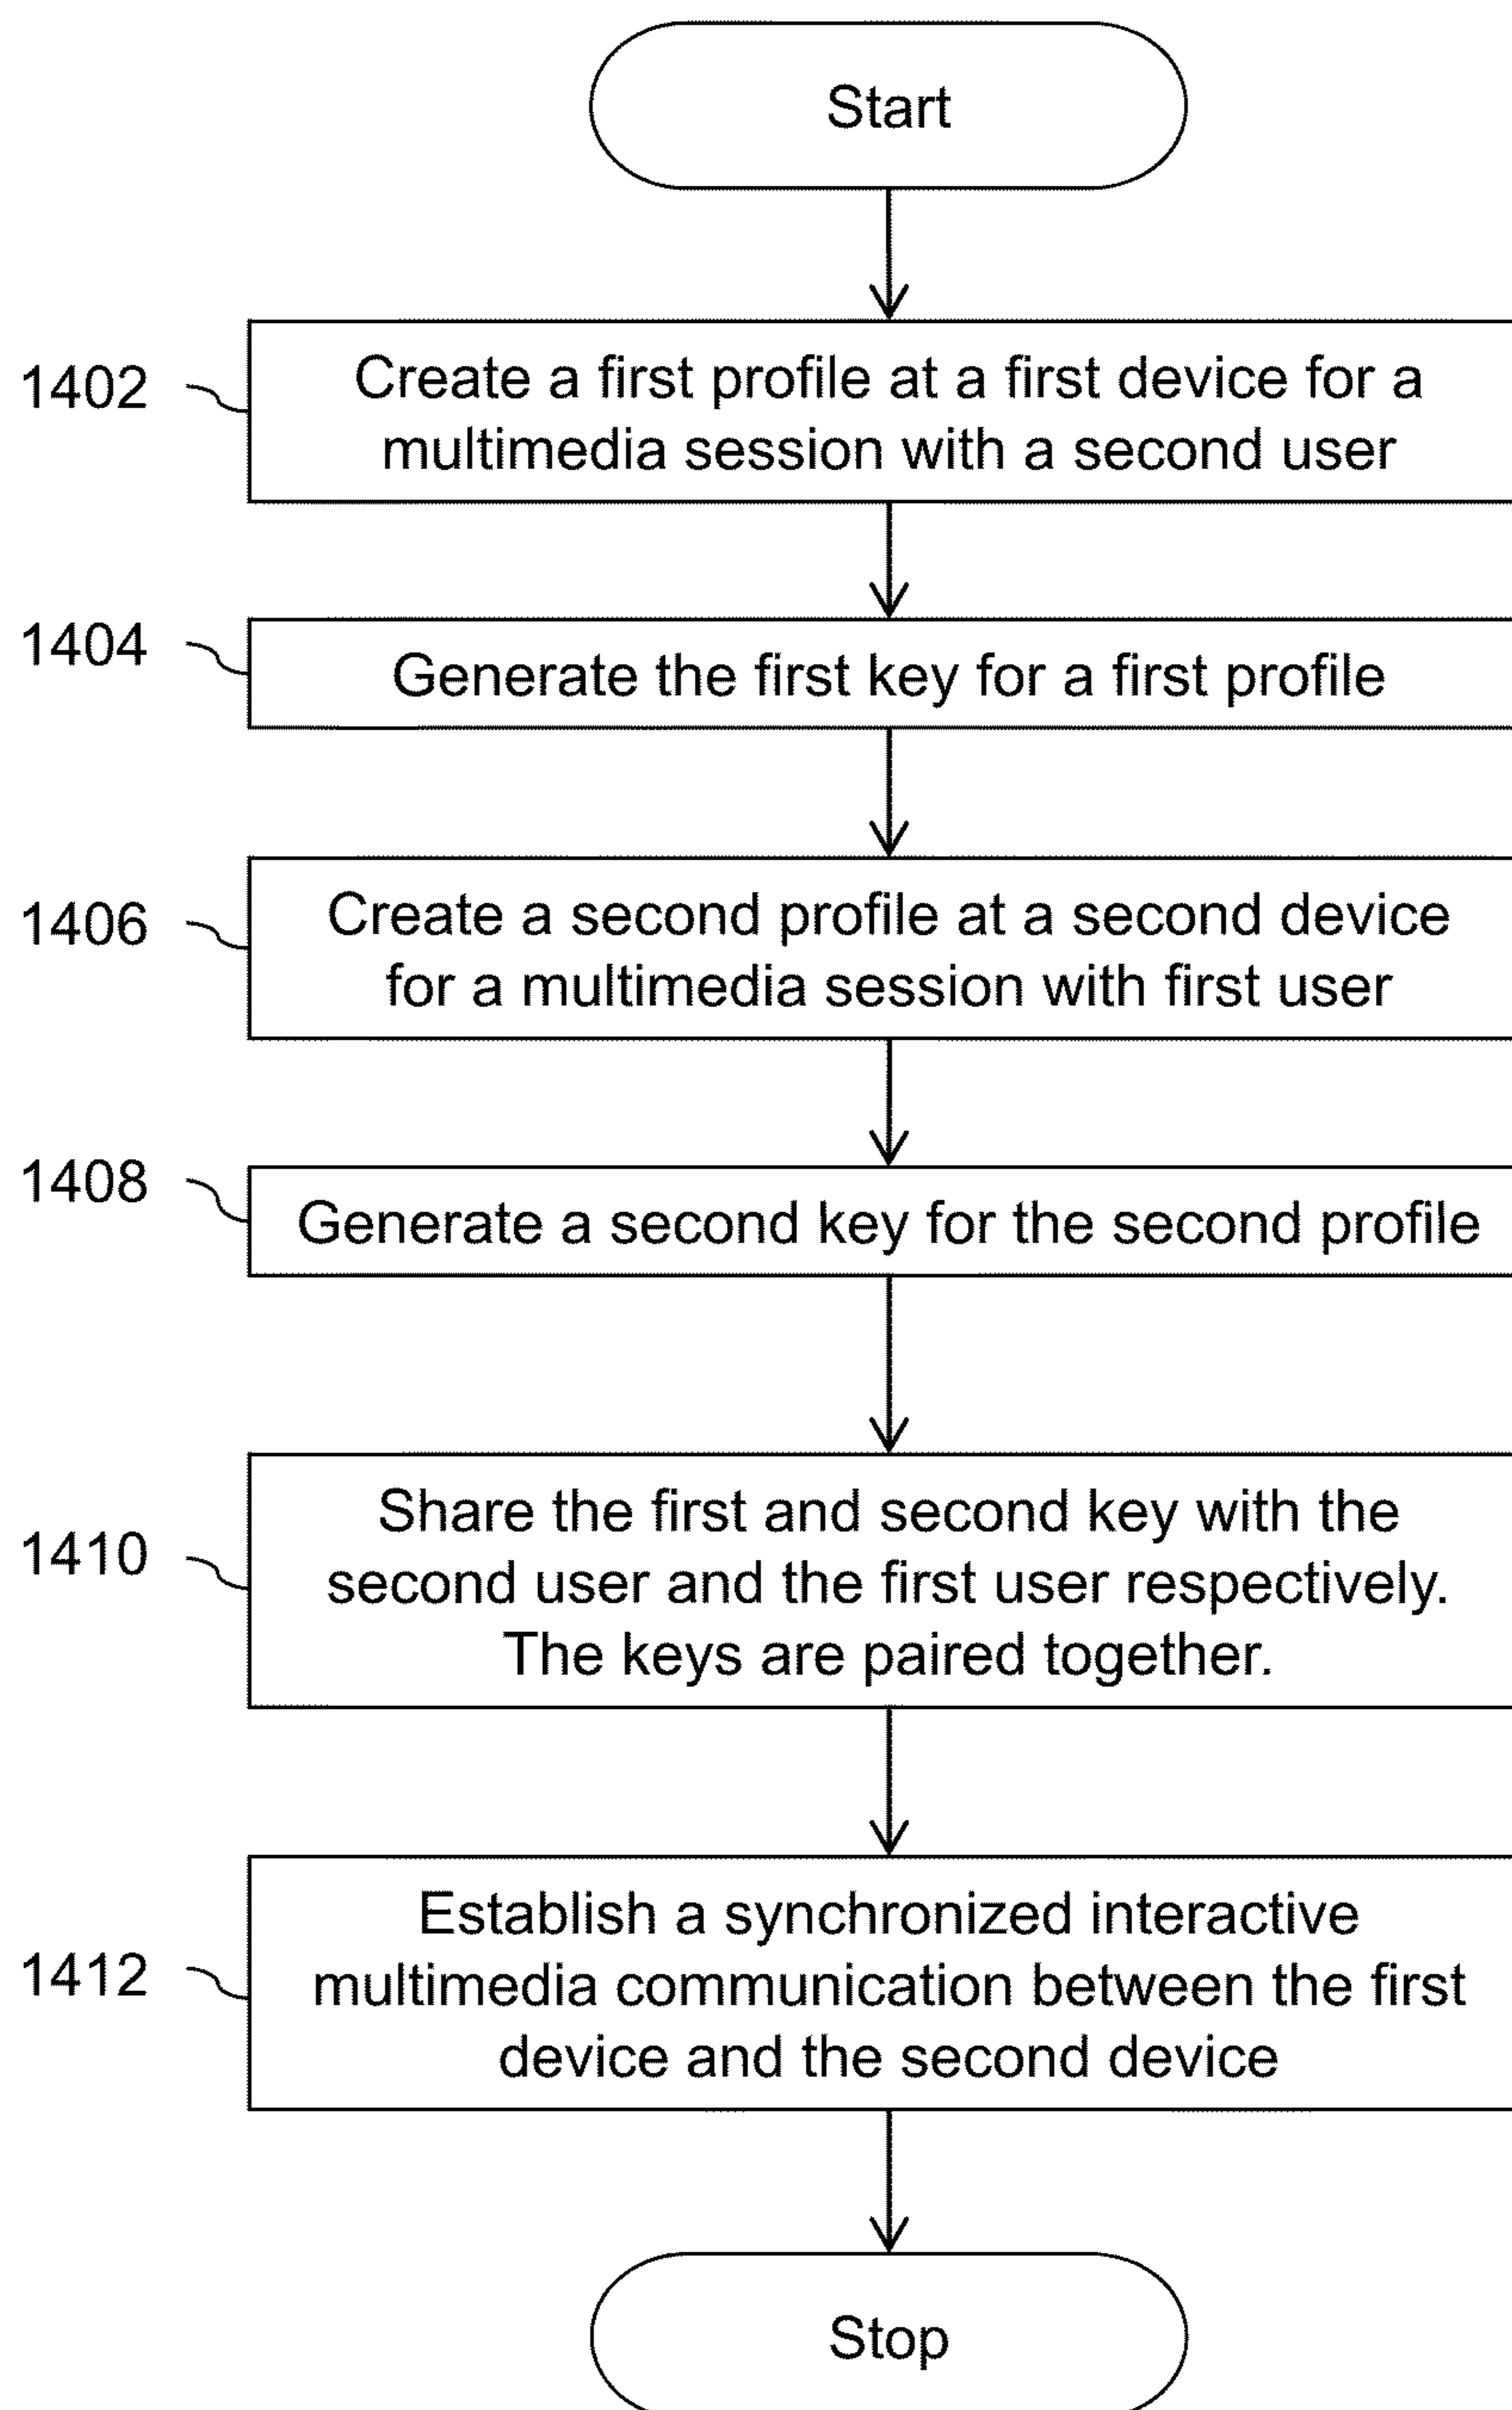 Start
1402
Create a first profile at a first device for a
multimedia session with a second user
1404
Generate the first key for a first profile
1406
Create a second profile at a second device
for a multimedia session with first user
1408
Generate a second key for the second profile
1410
Share the first and second key with the
second user and the first user respectively.
The keys are paired together.
1412
Establish a synchronized interactive
multimedia communication between the first
device and the second device
Stop